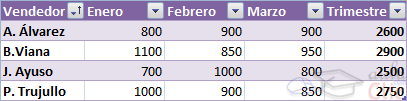 Vendedor Enero Febrero Marzo Trimestre
A. Álvarez 800 900 900 2600
B.Viana 1100 850 950 2900
J. Ayuso 700 1000 800 2500
P. Trujullo 1000 900 850 2750